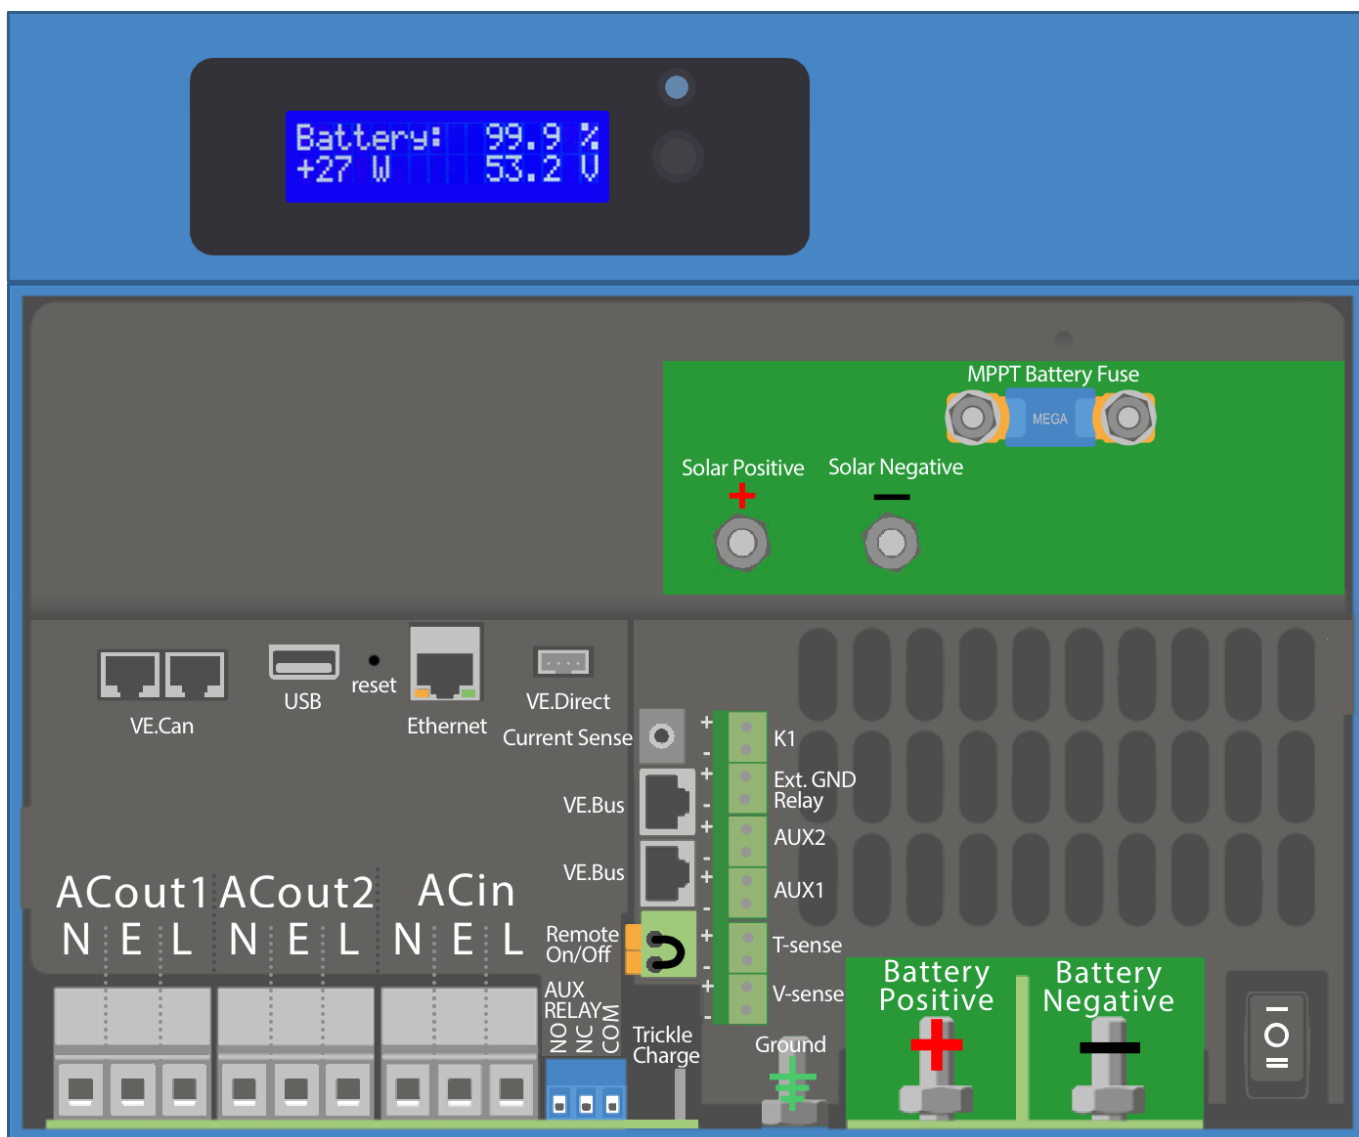 Battery: 99.9 %
+27 W 53.2 V
MPPT Battery Fuse
MEGA
Solar Positive
+
Solar Negative
−
VE.Can
USB
reset
Ethernet
VE.Direct
Current Sense
VE.Bus
VE.Bus
Remote
On/Off
+
-
K1
+
-
Ext. GND
Relay
+
-
AUX2
+
-
AUX1
+
-
T-sense
+
-
V-sense
ACout1
N E L
ACout2
N E L
ACin
N E L
AUX
RELAY
NO
NC
COM
Trickle
Charge
Ground
Battery
Positive
+
Battery
Negative
−
I
O
II